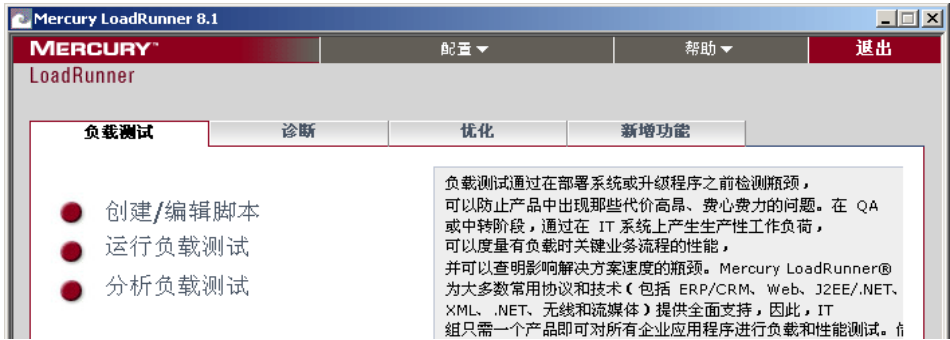 Mercury LoadRunner 8.1
MERCURY™ 配置 帮助 退出
LoadRunner
负载测试 诊断 优化 新增功能
创建/编辑脚本
运行负载测试
分析负载测试
负载测试通过在部署系统或升级程序之前检测瓶颈，
可以防止产品中出现那些代价高昂、费心费力的问题。在 QA
或中转阶段，通过在 IT 系统上产生生产性工作负荷，
可以度量有负载时关键业务流程的性能，
并可以查明影响解决方案速度的瓶颈。Mercury LoadRunner®
为大多数常用协议和技术（包括 ERP/CRM、Web、J2EE/.NET、
XML、.NET、无线和流媒体）提供全面支持，因此，IT
组只需一个产品即可对所有企业应用程序进行负载和性能测试。